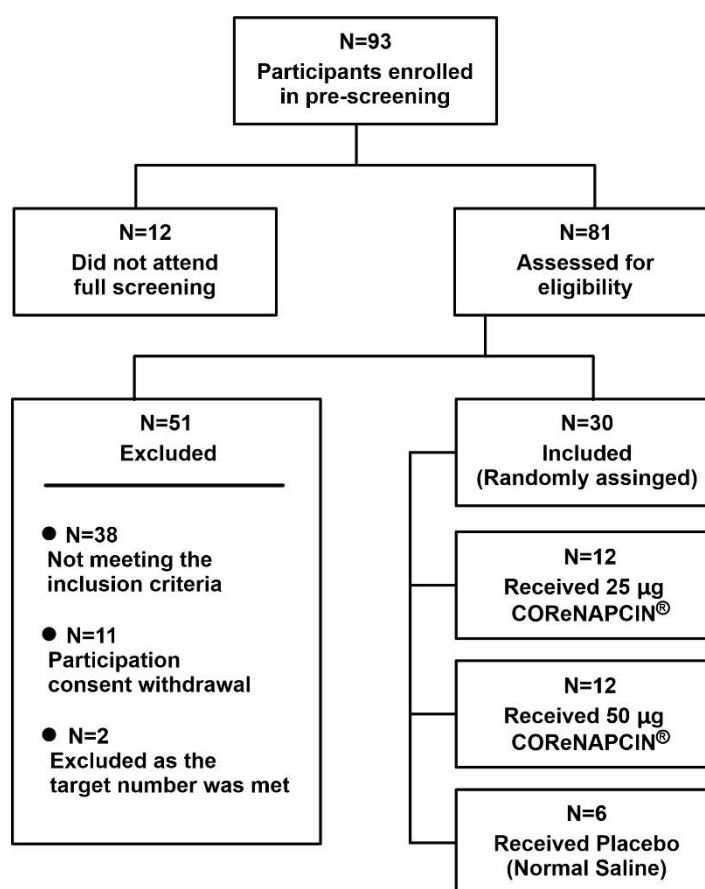 N=93
Participants enrolled
in pre-screening
N=12
Did not attend
full screening
N=81
Assessed for
eligibility
N=51
Excluded
● N=38
Not meeting the
inclusion criteria
● N=11
Participation
consent withdrawal
● N=2
Excluded as the
target number was met
N=30
Included
(Randomly assinged)
N=12
Received 25 µg
COReNAPCIN®
N=12
Received 50 µg
COReNAPCIN®
N=6
Received Placebo
(Normal Saline)